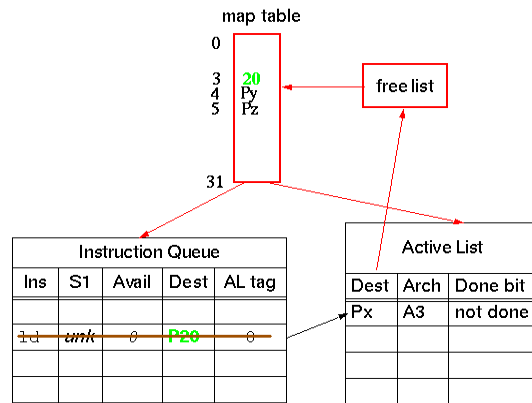 map table
0
3 20
4 Py
5 Pz
31
free list
Instruction Queue
Ins S1 Avail Dest AL tag
ld unk 0 P20 0
Active List
Dest Arch Done bit
Px A3 not done